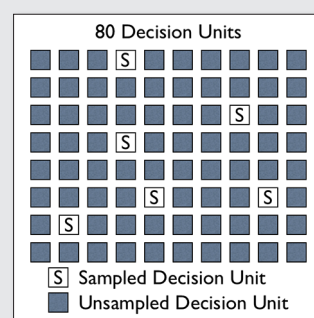 80 Decision Units
S
S
S
S S
S
S Sampled Decision Unit
Unsampled Decision Unit